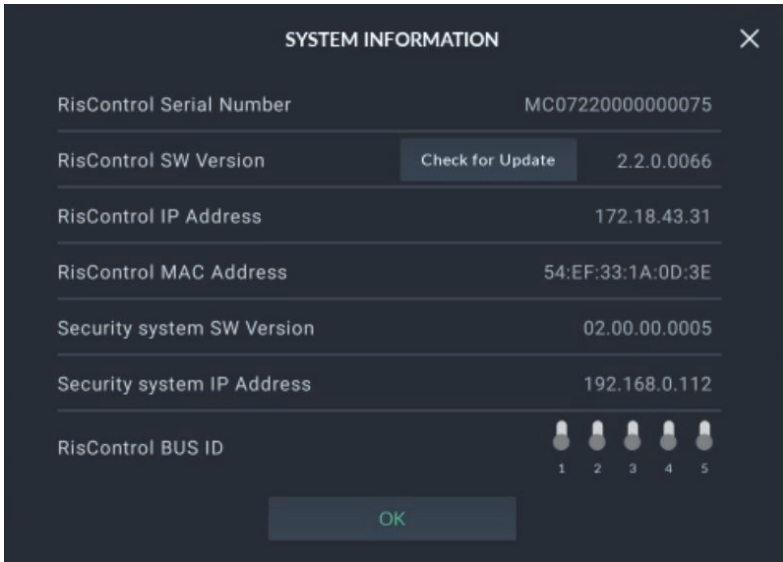 SYSTEM INFORMATION
RisControl Serial Number MC07220000000075
RisControl SW Version Check for Update 2.2.0.0066
RisControl IP Address 172.18.43.31
RisControl MAC Address 54:EF:33:1A:0D:3E
Security system SW Version 02.00.00.0005
Security system IP Address 192.168.0.112
RisControl BUS ID
1 2 3 4 5
OK